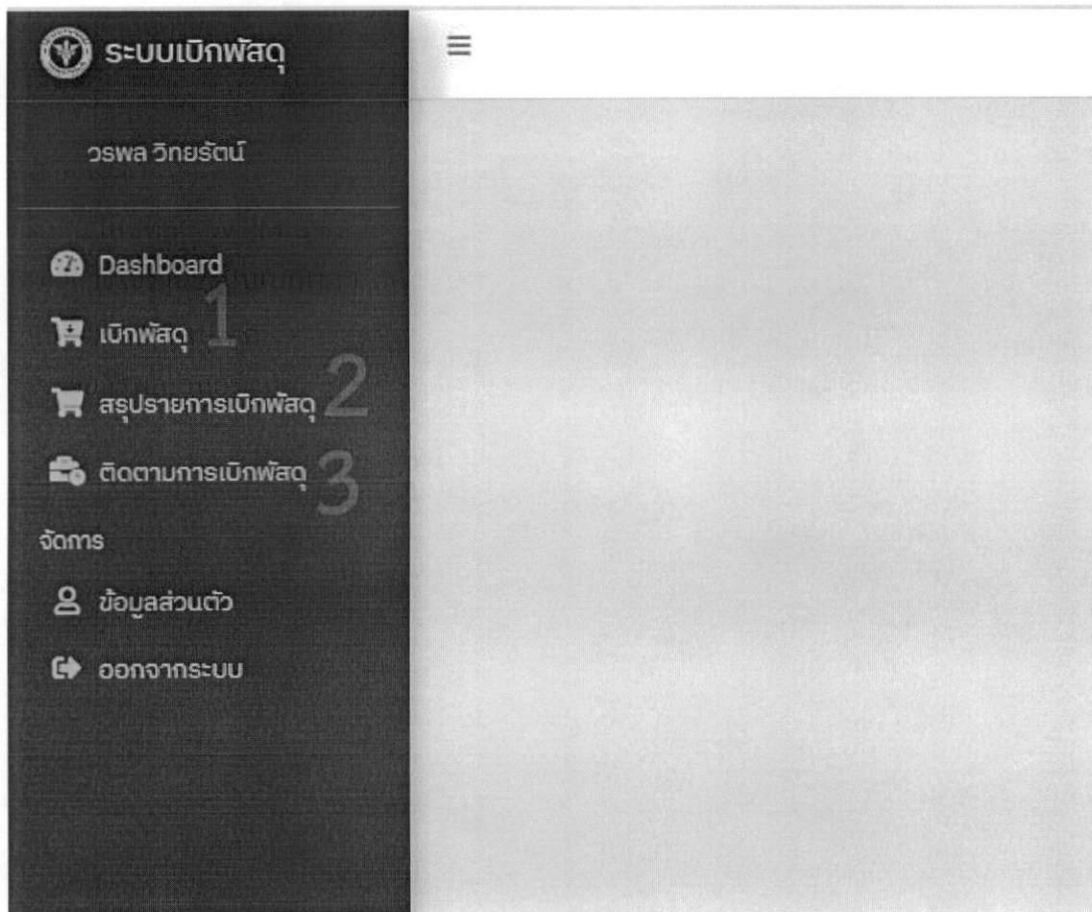 ระบบเบิกพัสดุ
วรพล วิทยรัตน์
Dashboard
เบิกพัสดุ 1
สรุปรายการเบิกพัสดุ 2
ติดตามการเบิกพัสดุ 3
จัดการ
ข้อมูลส่วนตัว
ออกจากระบบ